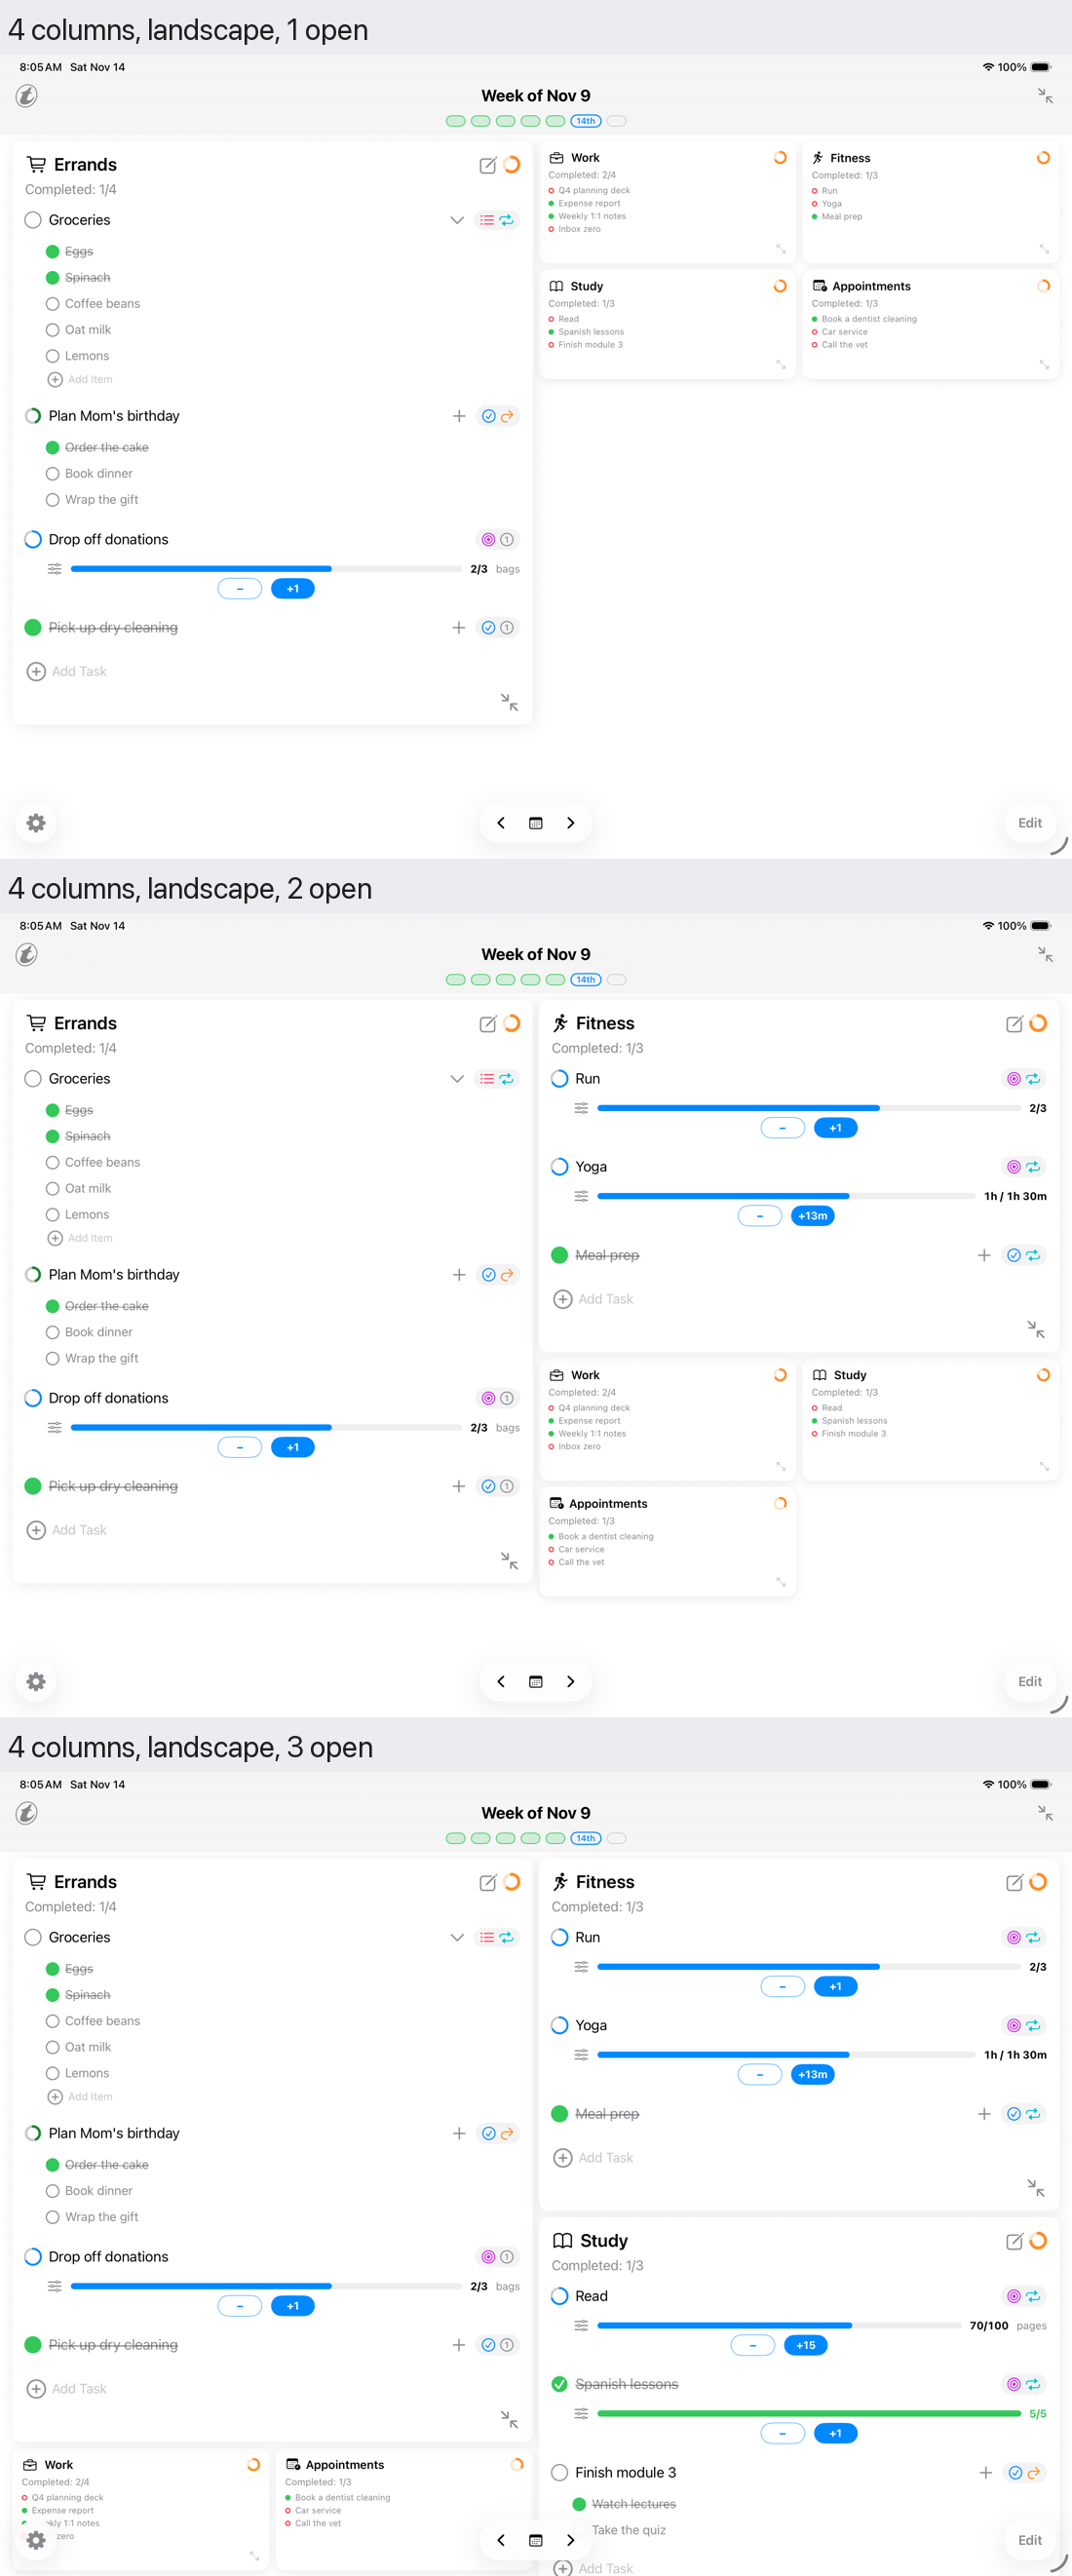 4 columns, landscape, 1 open
8:05 AM Sat Nov 14
100%
Week of Nov 9
14th
Errands
Completed: 1/4
Groceries
Eggs
Spinach
Coffee beans
Oat milk
Lemons
Add Item
Plan Mom's birthday
Order the cake
Book dinner
Wrap the gift
Drop off donations
1
2/3 bags
− +1
Pick up dry cleaning
1
Add Task
Work
Completed: 2/4
Q4 planning deck
Expense report
Weekly 1:1 notes
Inbox zero
Fitness
Completed: 1/3
Run
Yoga
Meal prep
Study
Completed: 1/3
Read
Spanish lessons
Finish module 3
Appointments
Completed: 1/3
Book a dentist cleaning
Car service
Call the vet
Edit
4 columns, landscape, 2 open
8:05 AM Sat Nov 14
100%
Week of Nov 9
14th
Errands
Completed: 1/4
Groceries
Eggs
Spinach
Coffee beans
Oat milk
Lemons
Add Item
Plan Mom's birthday
Order the cake
Book dinner
Wrap the gift
Drop off donations
1
2/3 bags
− +1
Pick up dry cleaning
1
Add Task
Fitness
Completed: 1/3
Run
2/3
− +1
Yoga
1h / 1h 30m
− +13m
Meal prep
Add Task
Work
Completed: 2/4
Q4 planning deck
Expense report
Weekly 1:1 notes
Inbox zero
Study
Completed: 1/3
Read
Spanish lessons
Finish module 3
Appointments
Completed: 1/3
Book a dentist cleaning
Car service
Call the vet
Edit
4 columns, landscape, 3 open
8:05 AM Sat Nov 14
100%
Week of Nov 9
14th
Errands
Completed: 1/4
Groceries
Eggs
Spinach
Coffee beans
Oat milk
Lemons
Add Item
Plan Mom's birthday
Order the cake
Book dinner
Wrap the gift
Drop off donations
1
2/3 bags
− +1
Pick up dry cleaning
1
Add Task
Fitness
Completed: 1/3
Run
2/3
− +1
Yoga
1h / 1h 30m
− +13m
Meal prep
Add Task
Study
Completed: 1/3
Read
70/100 pages
− +15
Spanish lessons
5/5
− +1
Finish module 3
Watch lectures
Take the quiz
Add Task
Work
Completed: 2/4
Q4 planning deck
Expense report
1:1 notes
zero
Appointments
Completed: 1/3
Book a dentist cleaning
Car service
Call the vet
Edit